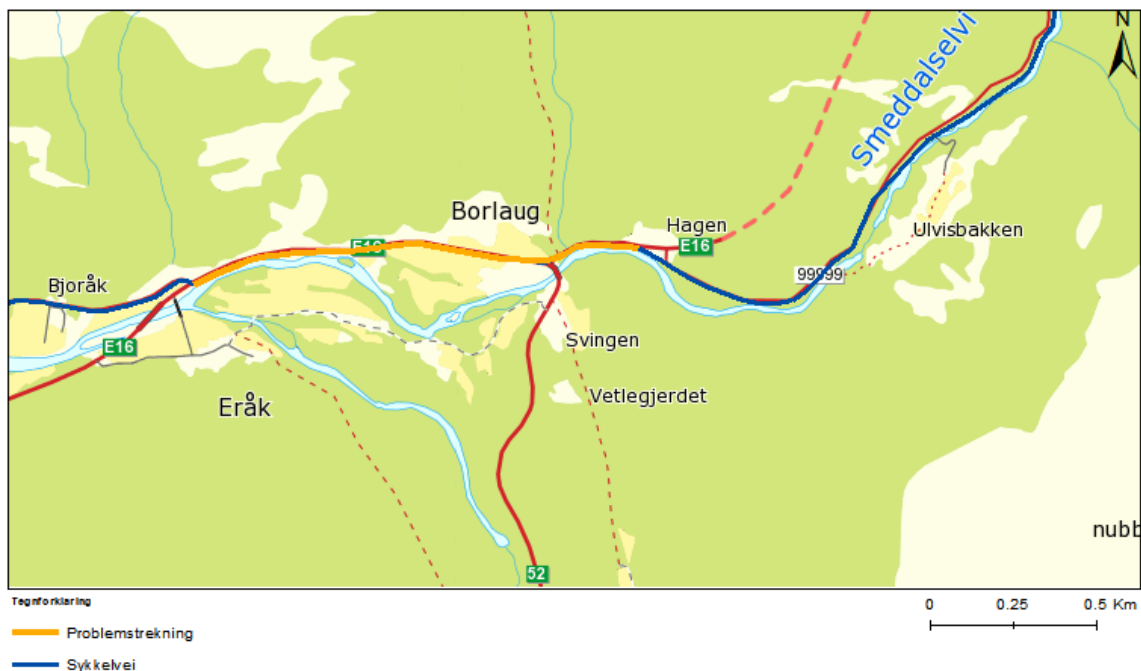 N
Smeddalselvi
Borlaug
Hagen
E16
E16
Ulvisbakken
99999
Bjoråk
E16
Svingen
Vetlegjerdet
Eråk
nubb
52
Tegnforklaring
Problemstrekning
Sykkelvei
0 0.25 0.5 Km